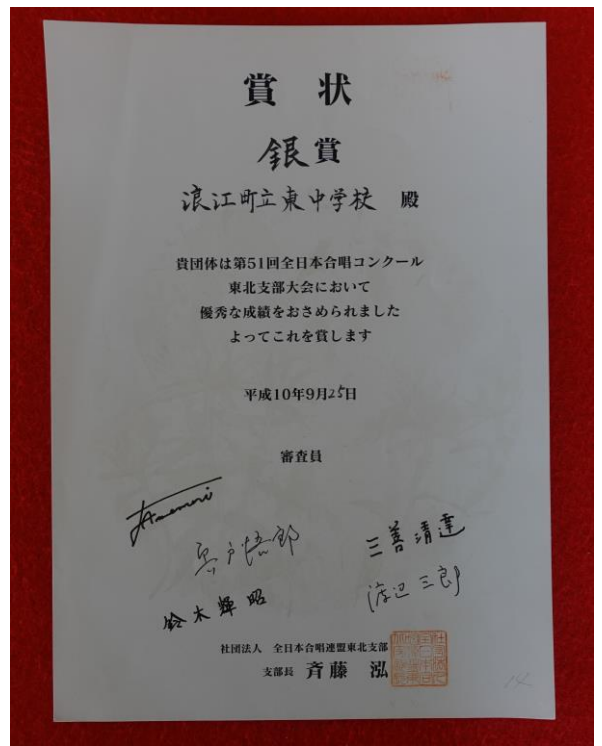 賞 状
銀賞
浪江町立東中学校 殿
貴団体は第51回全日本合唱コンクール
東北支部大会において
優秀な成績をおさめられました
よってこれを賞します
平成10年9月25日
審査員
宍戸悟郎
三善清達
鈴木輝昭
渡辺三郎
社団法人 全日本合唱連盟東北支部
支部長 斉藤 泓
14